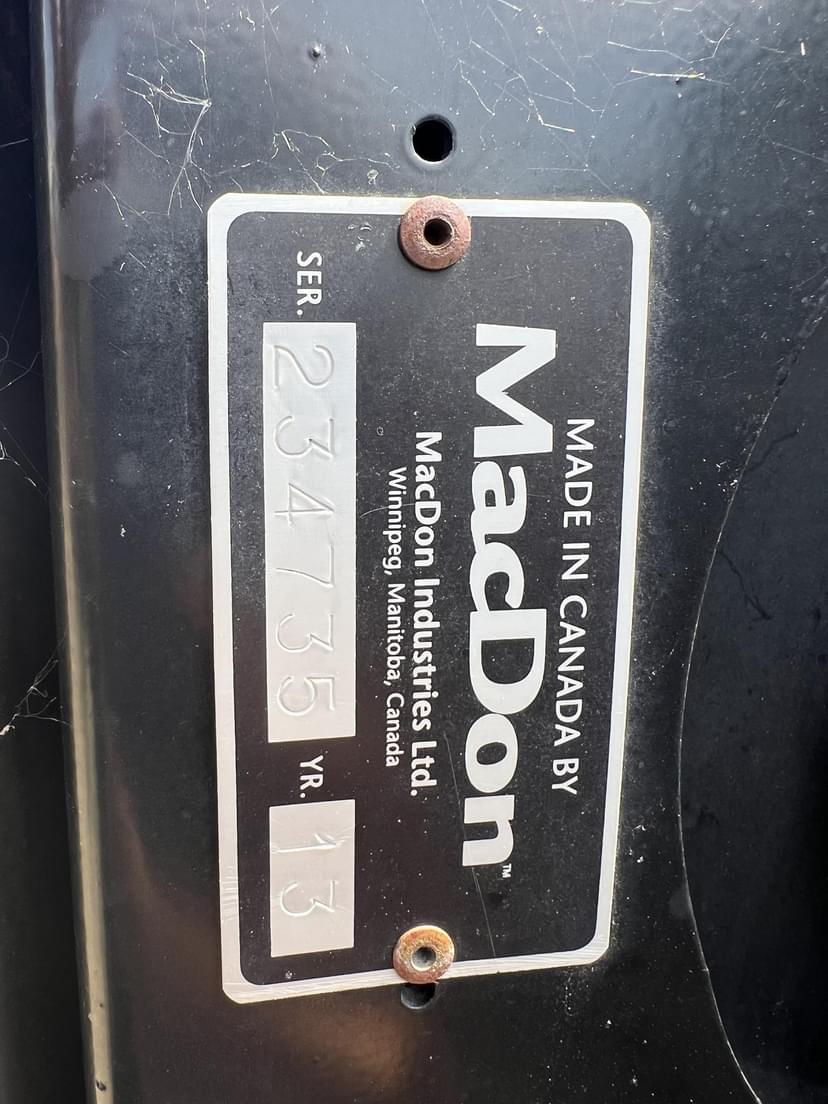 MADE IN CANADA BY
MacDon™
MacDon Industries Ltd.
Winnipeg, Manitoba, Canada
SER. 234735 YR. 13